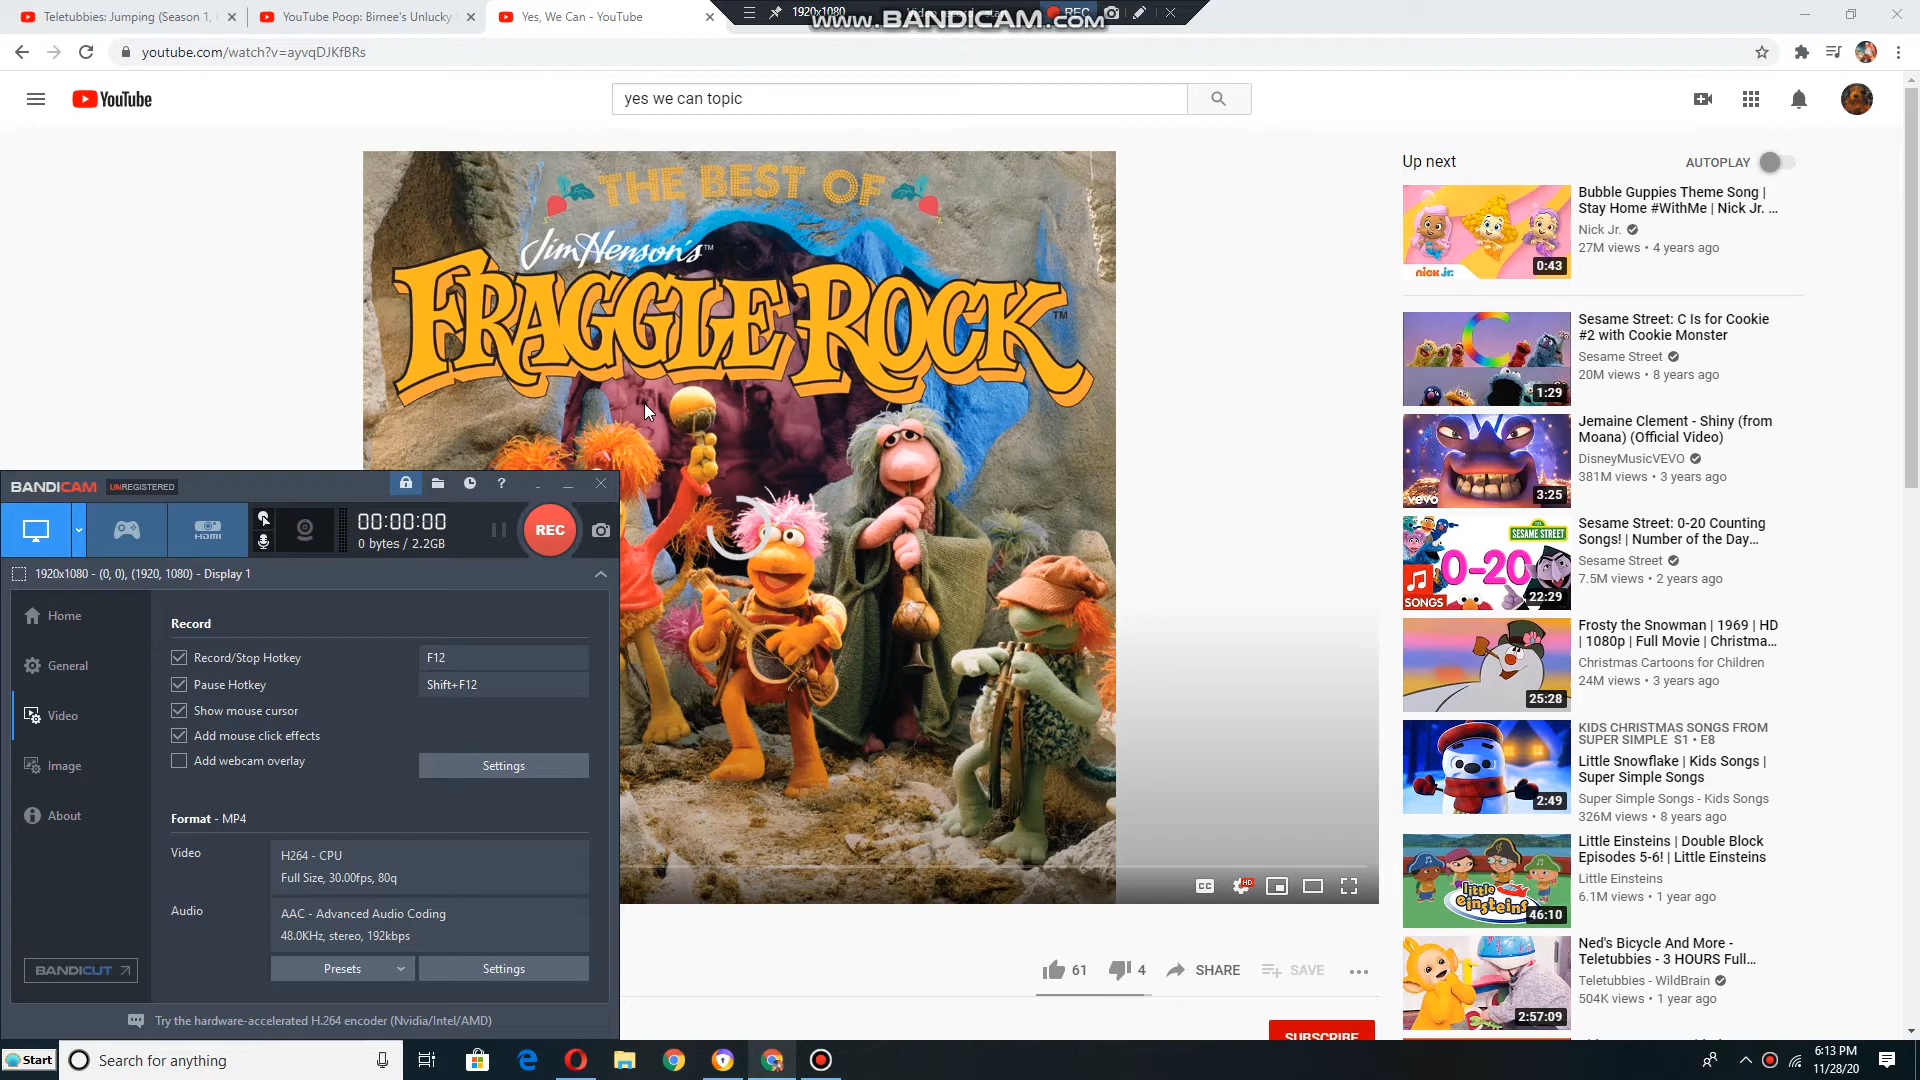 Teletubbies: Jumping (Season 1,
YouTube Poop: Birnee's Unlucky
Yes, We Can - YouTube
1920x1080
REC
www.BANDICAM.com
youtube.com/watch?v=ayvqDJKfBRs
YouTube
yes we can topic
THE BEST OF
Jim Henson's™
FRAGGLE ROCK™
Up next
AUTOPLAY
Bubble Guppies Theme Song |
Stay Home #WithMe | Nick Jr. ...
Nick Jr.
27M views • 4 years ago
nick jr.
0:43
Sesame Street: C Is for Cookie
#2 with Cookie Monster
Sesame Street
20M views • 8 years ago
1:29
Jemaine Clement - Shiny (from
Moana) (Official Video)
DisneyMusicVEVO
381M views • 3 years ago
vevo
3:25
Sesame Street: 0-20 Counting
Songs! | Number of the Day...
Sesame Street
7.5M views • 2 years ago
SESAME STREET
0-20
SONGS
22:29
Frosty the Snowman | 1969 | HD
| 1080p | Full Movie | Christma...
Christmas Cartoons for Children
24M views • 3 years ago
25:28
KIDS CHRISTMAS SONGS FROM
SUPER SIMPLE S1 • E8
Little Snowflake | Kids Songs |
Super Simple Songs
Super Simple Songs - Kids Songs
326M views • 8 years ago
2:49
Little Einsteins | Double Block
Episodes 5-6! | Little Einsteins
Little Einsteins
6.1M views • 1 year ago
little einsteins
46:10
Ned's Bicycle And More -
Teletubbies - 3 HOURS Full...
Teletubbies - WildBrain
504K views • 1 year ago
2:57:09
BANDICAM UNREGISTERED
?
HDMI
00:00:00
0 bytes / 2.2GB
REC
1920x1080 - (0, 0), (1920, 1080) - Display 1
Home
General
Video
Image
About
BANDICUT
Record
Record/Stop Hotkey
F12
Pause Hotkey
Shift+F12
Show mouse cursor
Add mouse click effects
Add webcam overlay
Settings
Format - MP4
Video
H264 - CPU
Full Size, 30.00fps, 80q
Audio
AAC - Advanced Audio Coding
48.0KHz, stereo, 192kbps
Presets
Settings
Try the hardware-accelerated H.264 encoder (Nvidia/Intel/AMD)
CC
HD
61
4
SHARE
SAVE
SUBSCRIBE
Start
Search for anything
6:13 PM
11/28/20